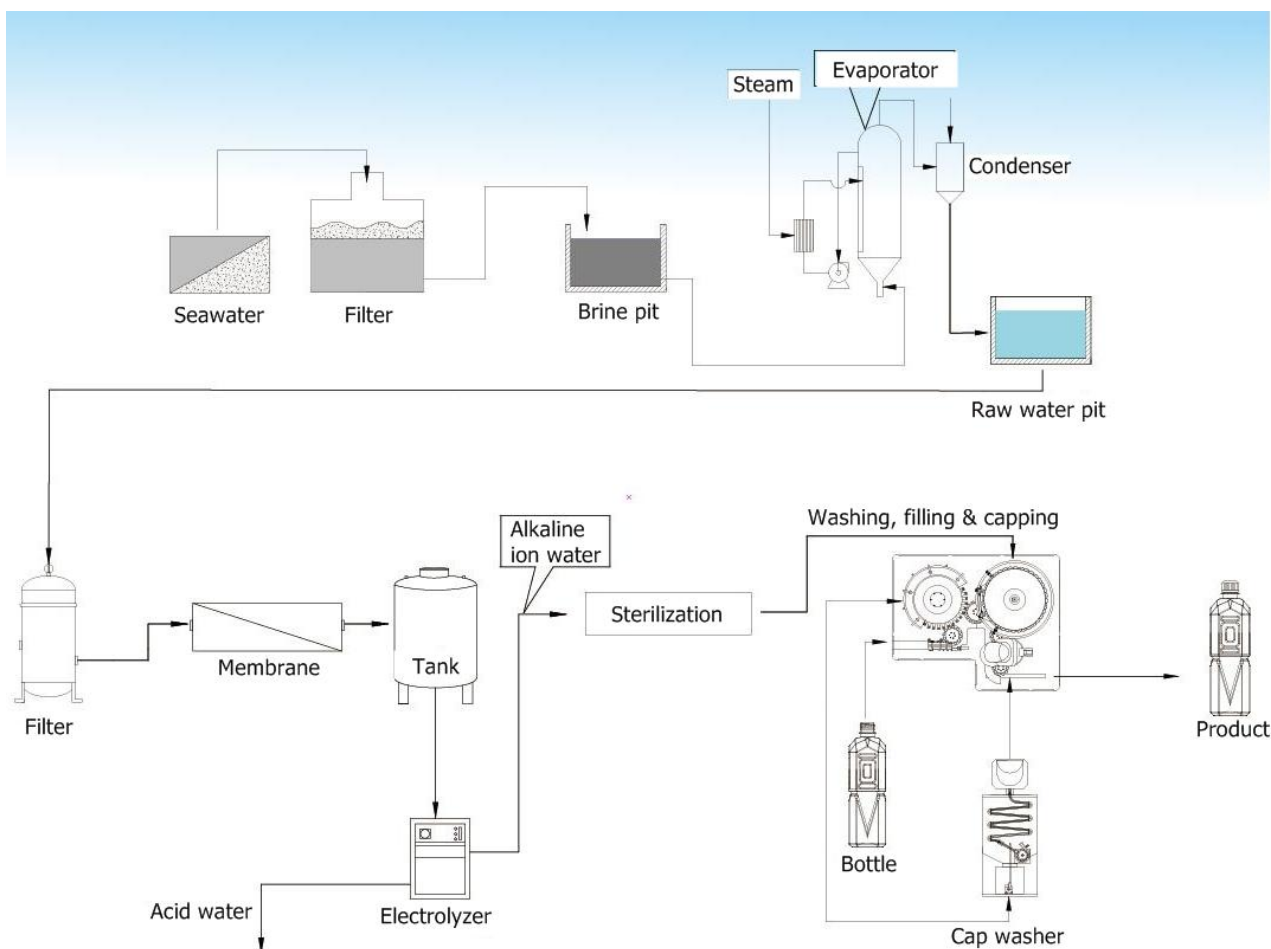 Evaporator
Steam
Condenser
Seawater
Filter
Brine pit
Raw water pit
Alkaline
ion water
Washing, filling & capping
Sterilization
Membrane
Tank
Filter
Product
Bottle
Acid water
Electrolyzer
Cap washer